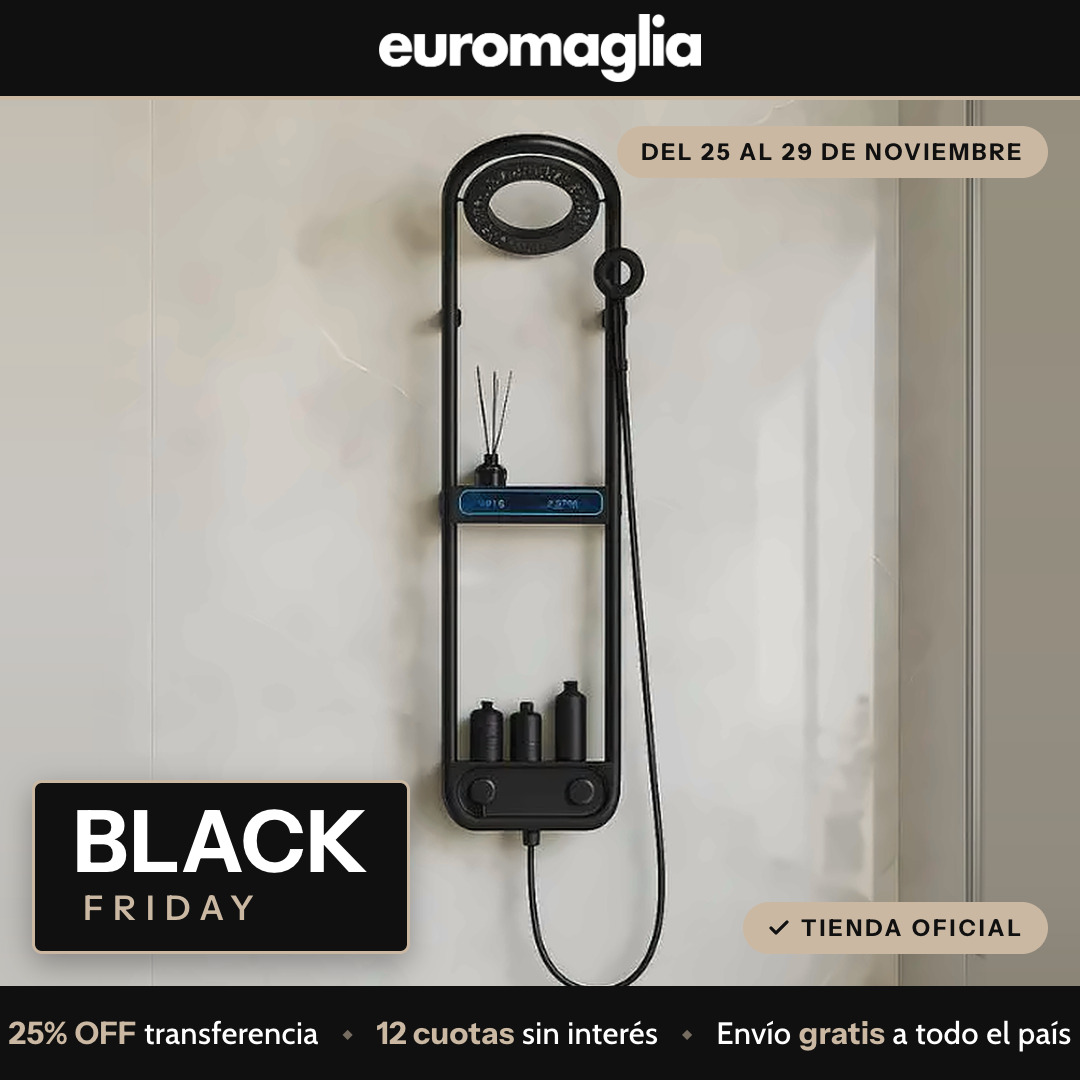 euromaglia
DEL 25 AL 29 DE NOVIEMBRE
BLACK
FRIDAY
✓ TIENDA OFICIAL
25% OFF transferencia ◆ 12 cuotas sin interés ◆ Envío gratis a todo el país